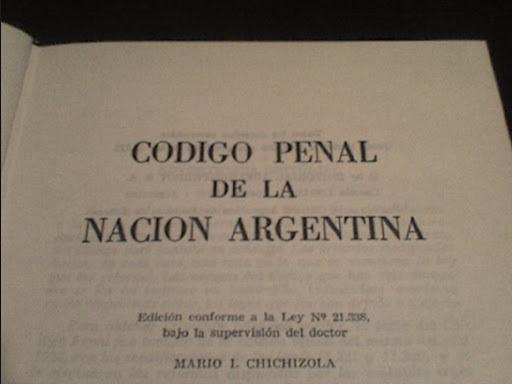 CODIGO PENAL
DE LA
NACION ARGENTINA
Edición conforme a la Ley Nº 21.338,
bajo la supervisión del doctor
MARIO I. CHICHIZOLA